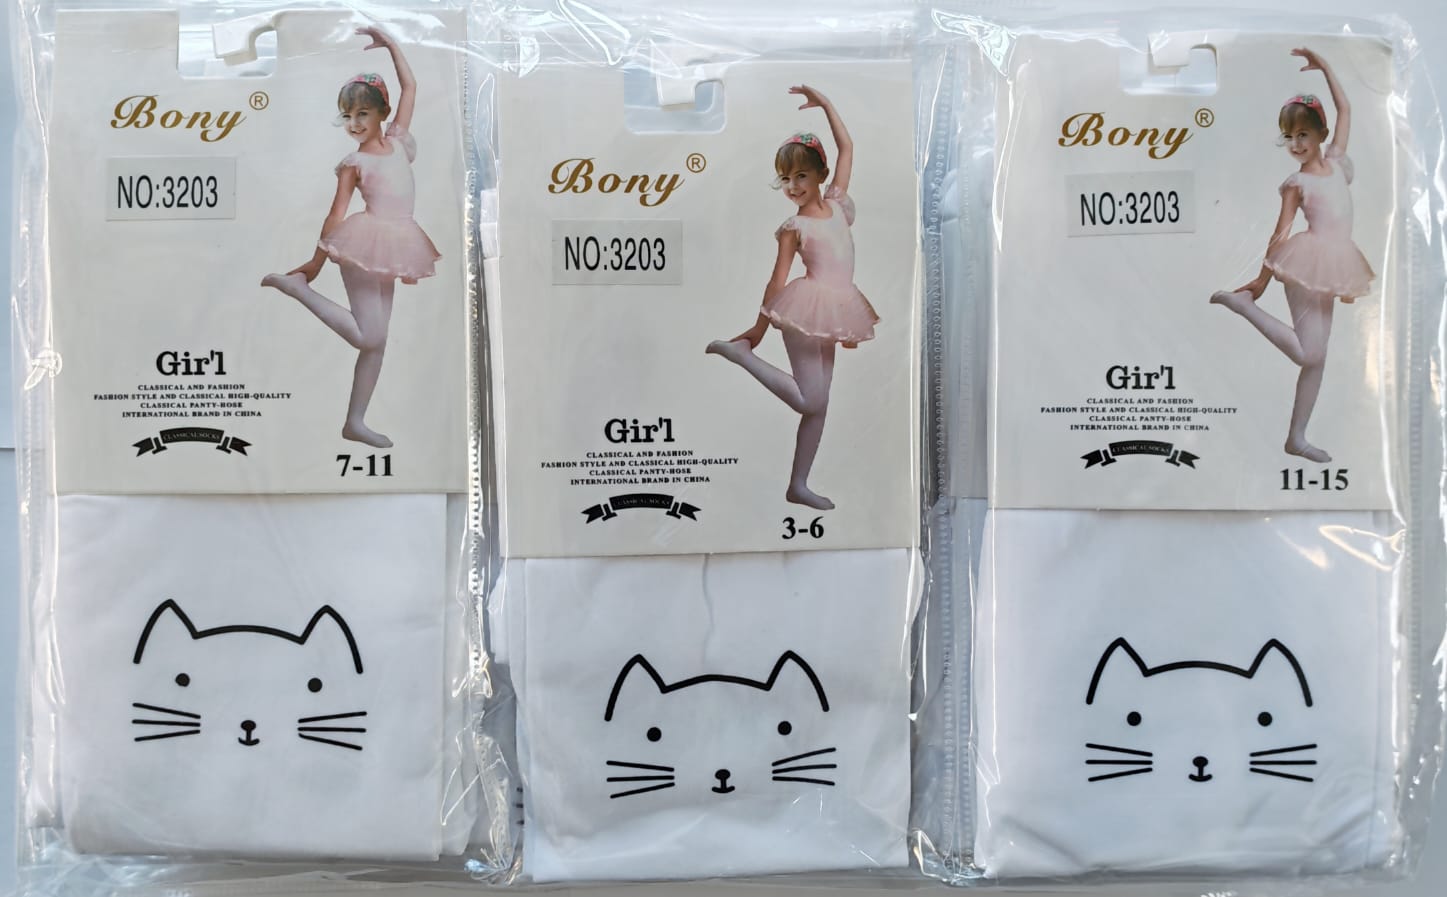 Bony®
NO:3203
Gir'l
CLASSICAL AND FASHION
FASHION STYLE AND CLASSICAL HIGH-QUALITY
CLASSICAL PANTY-HOSE
INTERNATIONAL BRAND IN CHINA
CLASSICAL SOCKS
7-11
Bony®
NO:3203
Gir'l
CLASSICAL AND FASHION
FASHION STYLE AND CLASSICAL HIGH-QUALITY
CLASSICAL PANTY-HOSE
INTERNATIONAL BRAND IN CHINA
CLASSICAL SOCKS
3-6
Bony®
NO:3203
Gir'l
CLASSICAL AND FASHION
FASHION STYLE AND CLASSICAL HIGH-QUALITY
CLASSICAL PANTY-HOSE
INTERNATIONAL BRAND IN CHINA
CLASSICAL SOCKS
11-15